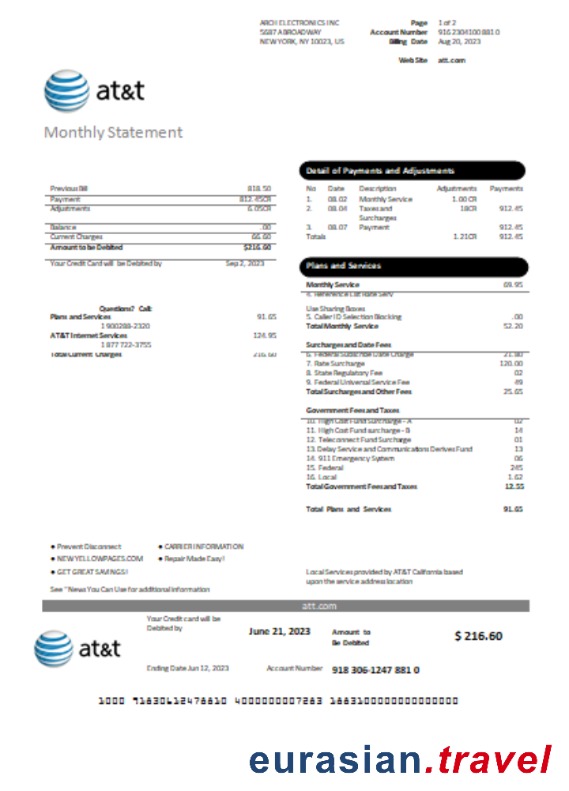 ARCH ELECTRONICS INC
5687 ABROADWAY
NEW YORK, NY 10023, US
Page 1 of 2
Account Number 916 2304100 881 0
Billing Date Aug 20, 2023
Web Site att.com
at&t
Monthly Statement
Previous Bill 818.50
Payment 812.45CR
Adjustments 6.05CR
Balance .00
Current Charges 66.60
Amount to be Debited $216.60
Your Credit Card will be Debited by Sep 2, 2023
Questions? Call:
Plans and Services 91.65
1 900288-2320
AT&T Internet Services 124.95
1 877 722-3755
Total Current Charges 216.60
Detail of Payments and Adjustments
No Date Description Adjustments Payments
1. 08.02 Monthly Service 1.00 CR
2. 08.04 Taxes and 18CR 912.45
Surcharges
3. 08.07 Payment 912.45
Totals 1.21CR 912.45
Plans and Services
Monthly Service 69.95
Use Sharing Boxes
5. Caller ID Selection Blocking .00
Total Monthly Service 52.20
Surcharges and Date Fees
6. Federal Subscribe Date Charge 21.80
7. Rate Surcharge 120.00
8. State Regulatory Fee 02
9. Federal Universal Service Fee 49
Total Surcharges and Other Fees 25.65
Government Fees and Taxes
10. High Cost Fund Surcharge - A 02
11. High Cost Fund surcharge - B 14
12. Teleconnect Fund Surcharge 01
13. Delay Service and Communications Derives Fund 13
14. 911 Emergency System 06
15. Federal 245
16. Local 1.62
Total Government Fees and Taxes 12.55
Total Plans and Services 91.65
● Prevent Disconnect ● CARRIER INFORMATION
● NEW YELLOWPAGES.COM ● Repair Made Easy!
● GET GREAT SAVINGS!
See "News You Can Use for additional information
Local Services provided by AT&T California based
upon the service address location
att.com
at&t
Your Credit card will be
Debited by
June 21, 2023
Amount to
Be Debited
$ 216.60
Ending Date Jun 12, 2023
Account Number 918 306-1247 881 0
1000 91830612478810 4000000007283 18831000000000000000
eurasian.travel